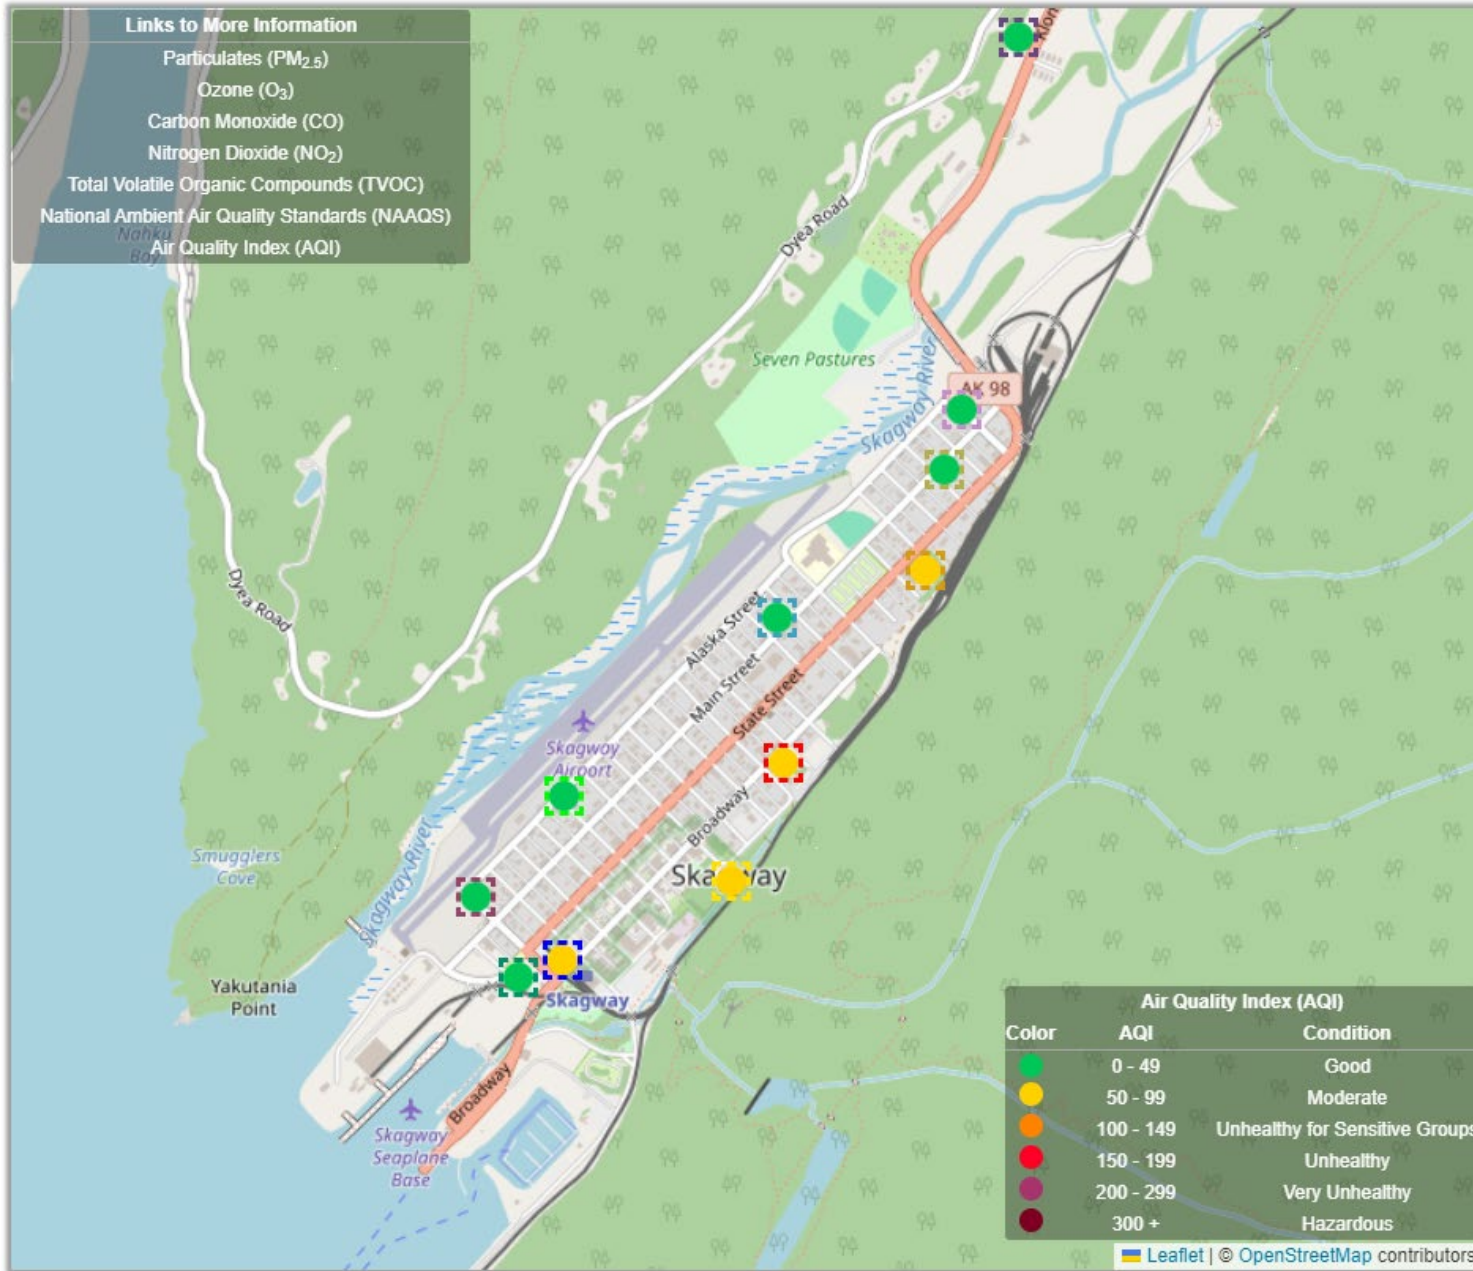 Links to More Information
Particulates (PM2.5)
Ozone (O3)
Carbon Monoxide (CO)
Nitrogen Dioxide (NO2)
Total Volatile Organic Compounds (TVOC)
National Ambient Air Quality Standards (NAAQS)
Air Quality Index (AQI)
Nahku
Bay
Klon
Dyea Road
Seven Pastures
Skagway River
AK 98
Dyea Road
Alaska Street
Main Street
State Street
Skagway
Airport
Broadway
Smugglers
Cove
Skagway River
Skagway
Yakutania
Point
Skagway
Broadway
Skagway
Seaplane
Base
Air Quality Index (AQI)
Color AQI Condition
0 - 49 Good
50 - 99 Moderate
100 - 149 Unhealthy for Sensitive Groups
150 - 199 Unhealthy
200 - 299 Very Unhealthy
300 + Hazardous
Leaflet | © OpenStreetMap contributors